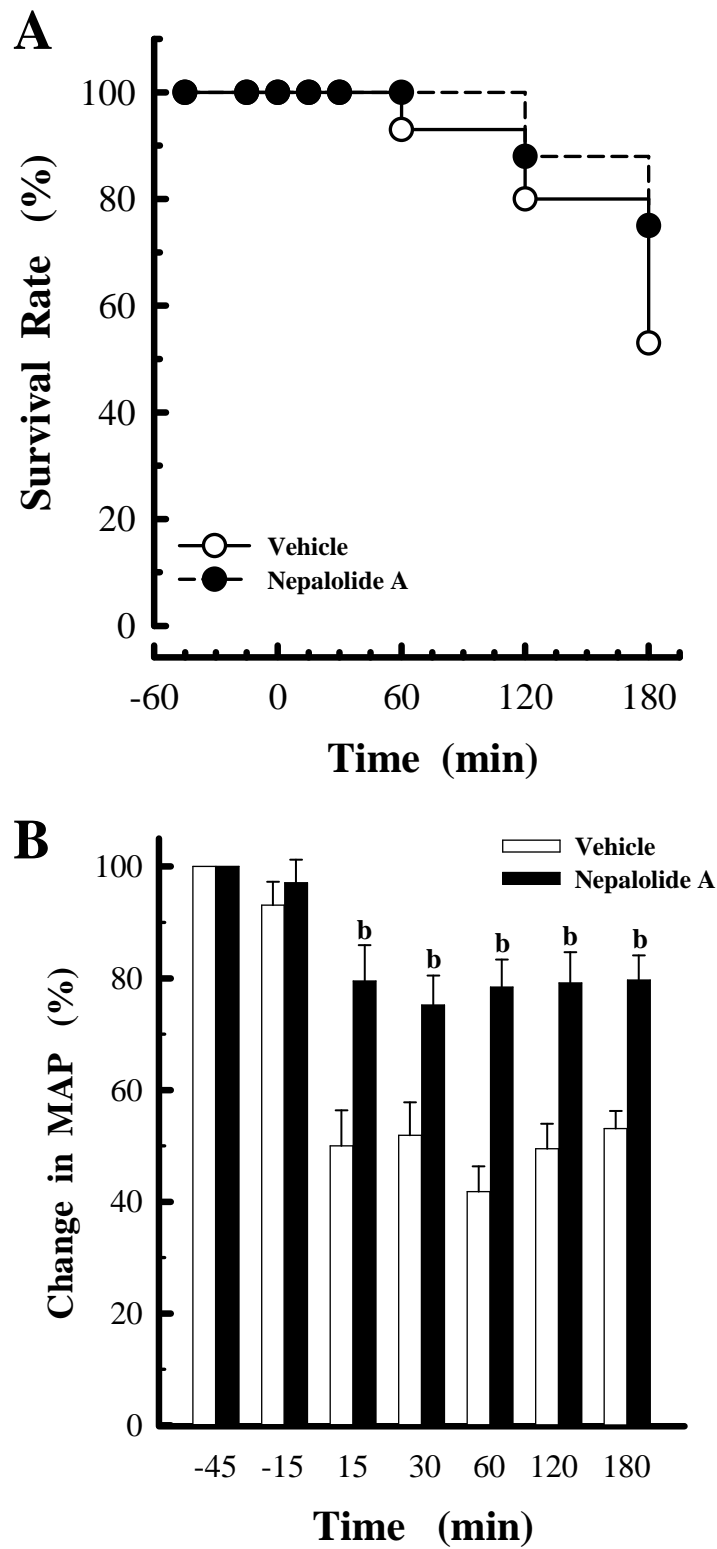 A
Survival Rate (%)
100
80
60
40
20
0
Vehicle
Nepalolide A
-60 0 60 120 180
Time (min)
B
Change in MAP (%)
100
80
60
40
20
0
Vehicle
Nepalolide A
b b b b b
-45 -15 15 30 60 120 180
Time (min)